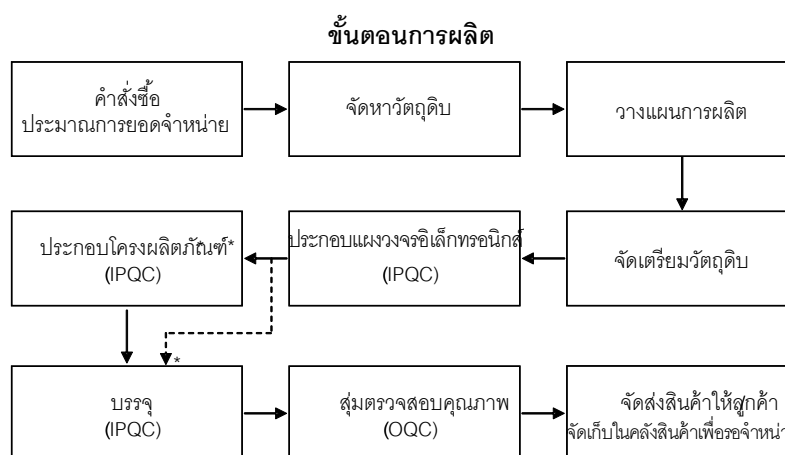 ขั้นตอนการผลิต
คำสั่งซื้อ
ประมาณการยอดจำหน่าย
จัดหาวัตถุดิบ
วางแผนการผลิต
ประกอบโครงผลิตภัณฑ์*
(IPQC)
ประกอบแผงวงจรอิเล็กทรอนิกส์
(IPQC)
จัดเตรียมวัตถุดิบ
*
บรรจุ
(IPQC)
สุ่มตรวจสอบคุณภาพ
(OQC)
จัดส่งสินค้าให้ลูกค้า/
จัดเก็บในคลังสินค้าเพื่อรอ